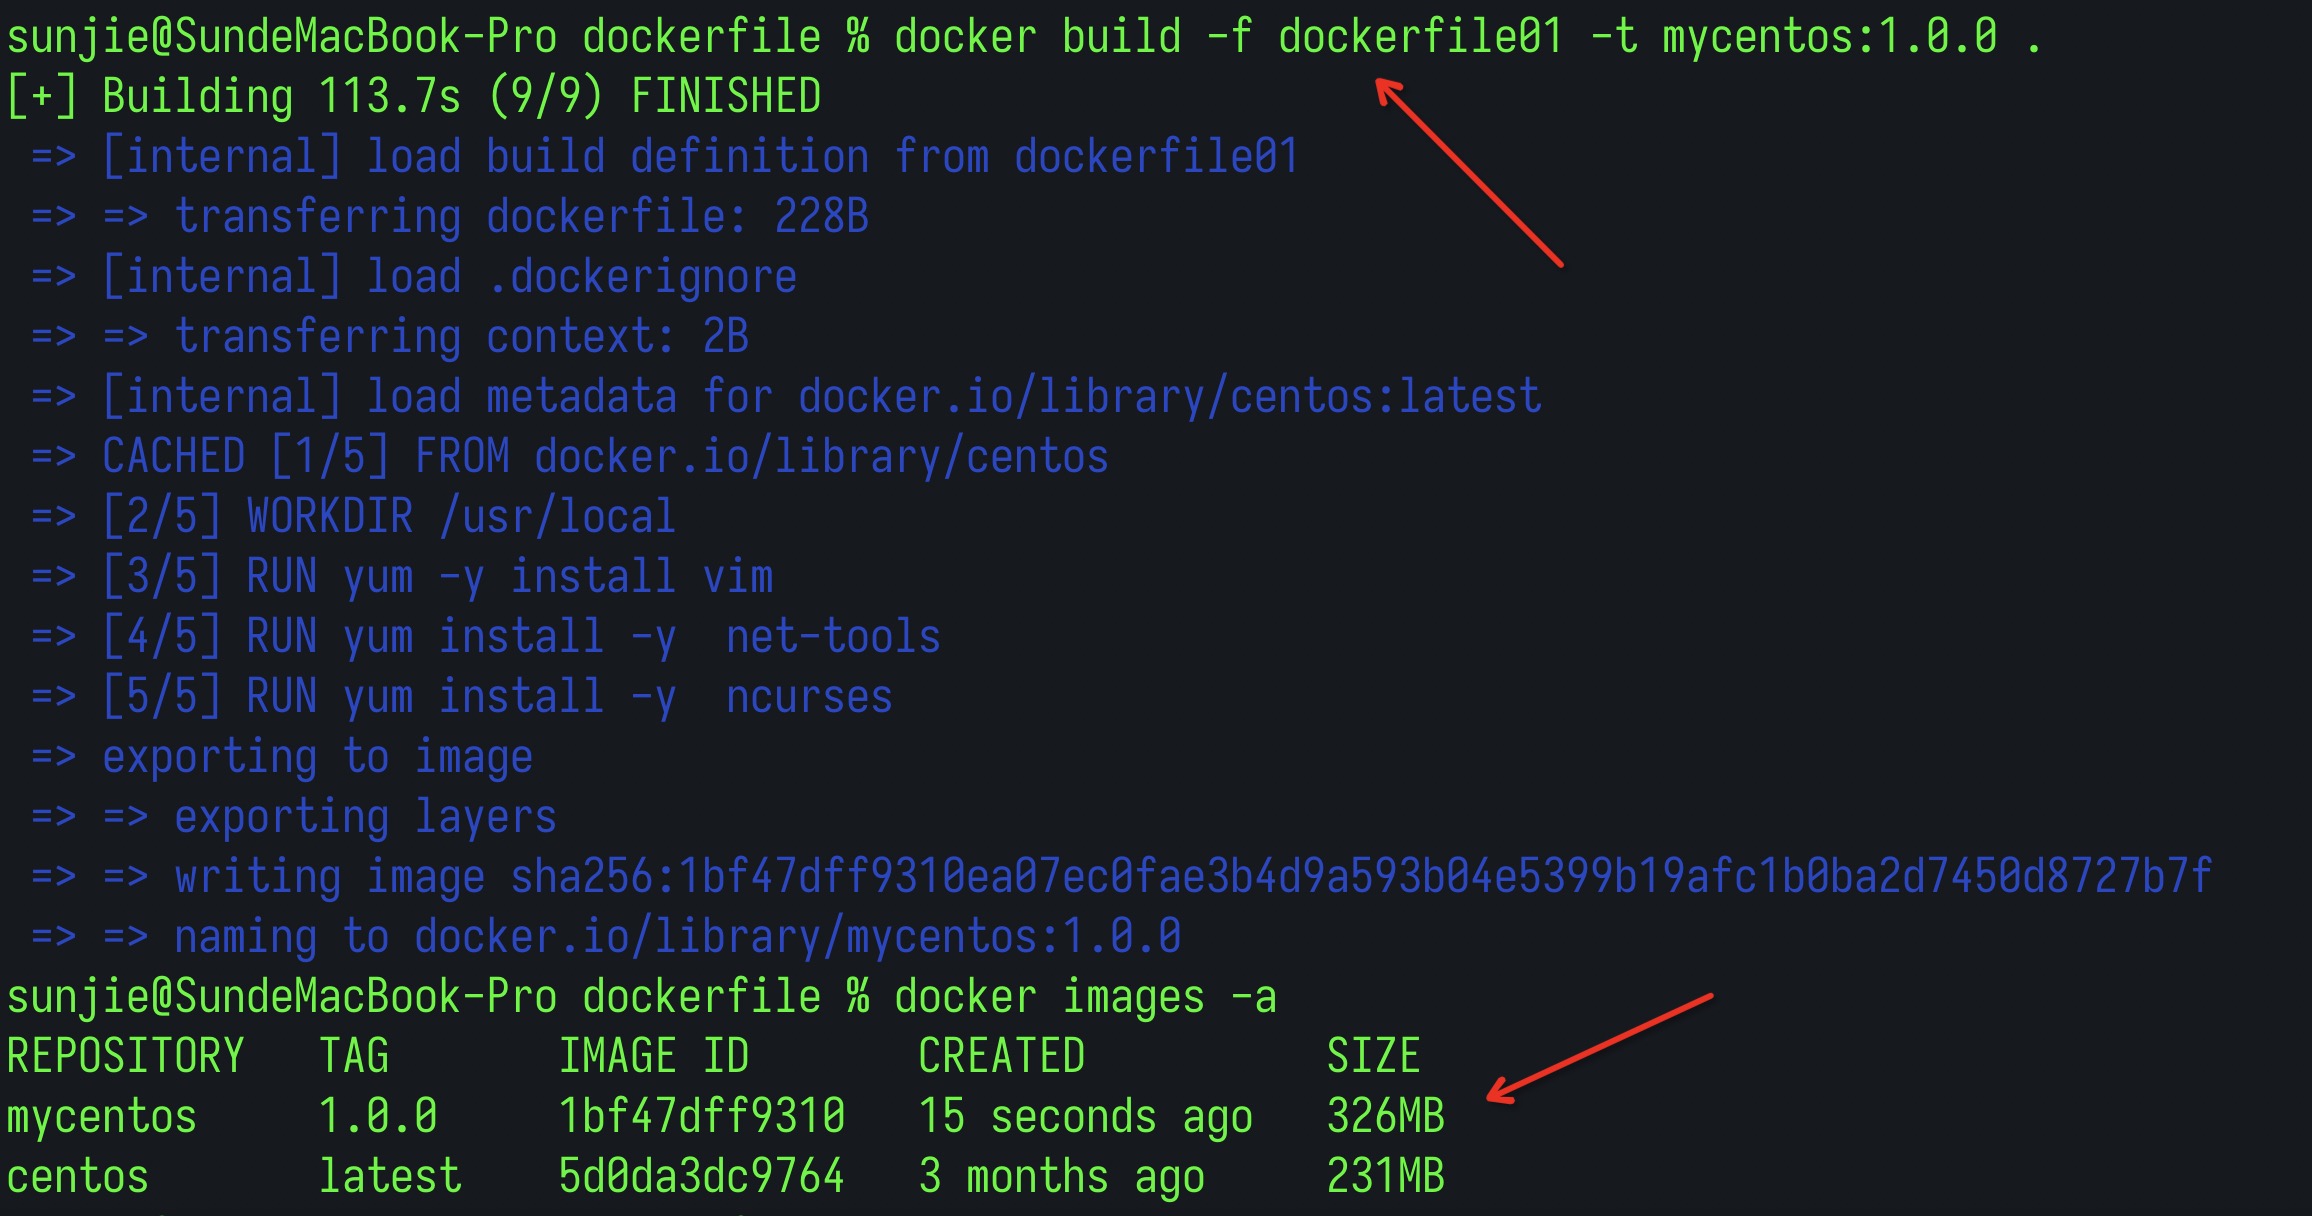 sunjie@SundeMacBook-Pro dockerfile % docker build -f dockerfile01 -t mycentos:1.0.0 .
[+] Building 113.7s (9/9) FINISHED
=> [internal] load build definition from dockerfile01
=> => transferring dockerfile: 228B
=> [internal] load .dockerignore
=> => transferring context: 2B
=> [internal] load metadata for docker.io/library/centos:latest
=> CACHED [1/5] FROM docker.io/library/centos
=> [2/5] WORKDIR /usr/local
=> [3/5] RUN yum -y install vim
=> [4/5] RUN yum install -y  net-tools
=> [5/5] RUN yum install -y  ncurses
=> exporting to image
=> => exporting layers
=> => writing image sha256:1bf47dff9310ea07ec0fae3b4d9a593b04e5399b19afc1b0ba2d7450d8727b7f
=> => naming to docker.io/library/mycentos:1.0.0
sunjie@SundeMacBook-Pro dockerfile % docker images -a
REPOSITORY   TAG       IMAGE ID       CREATED          SIZE
mycentos     1.0.0     1bf47dff9310   15 seconds ago   326MB
centos       latest    5d0da3dc9764   3 months ago     231MB